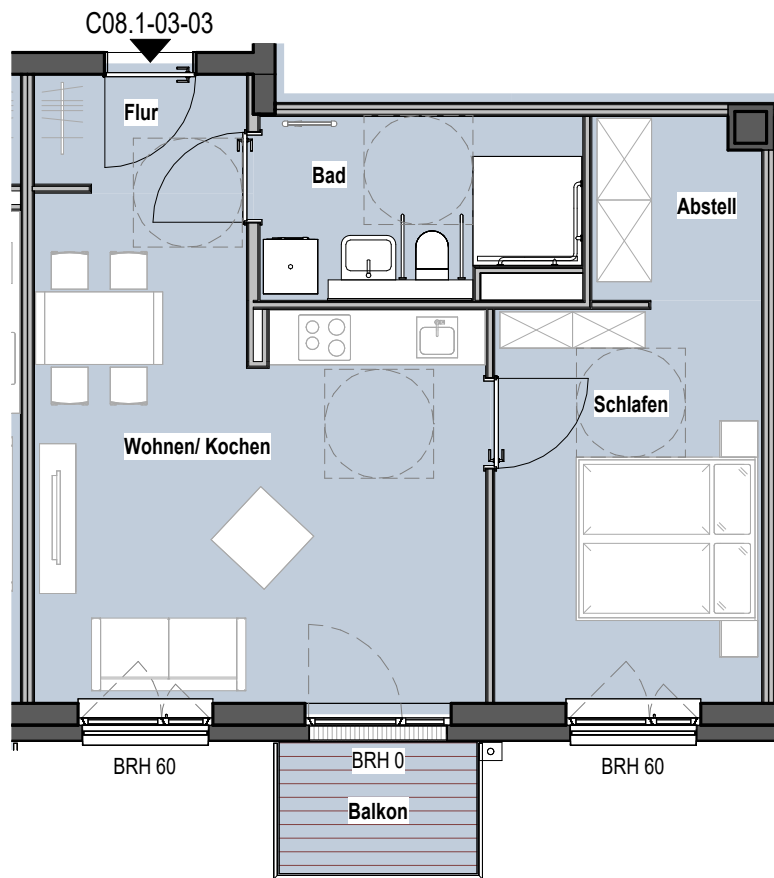 C08.1-03-03
Flur
Bad
Abstell
Schlafen
Wohnen/ Kochen
BRH 60
BRH 0
BRH 60
Balkon